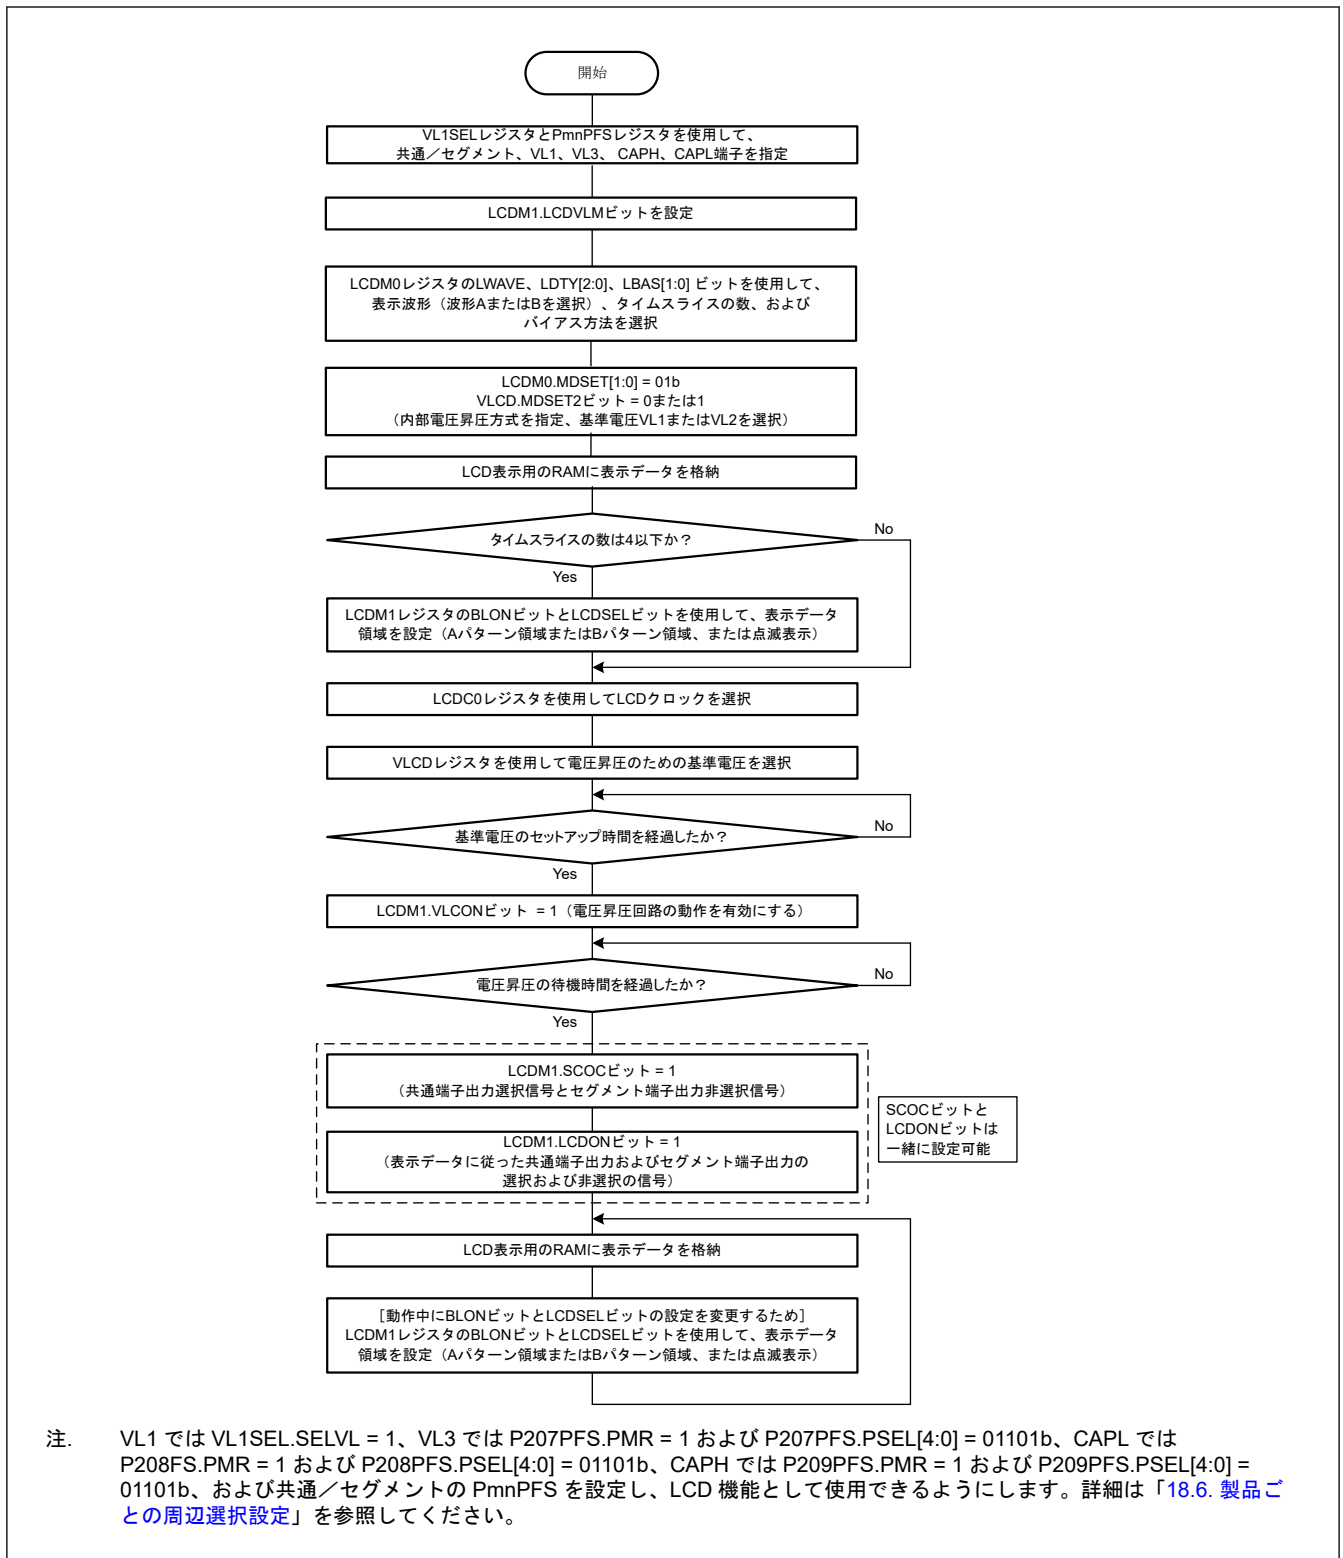 開始
VL1SELレジスタとPmnPFSレジスタを使用して、
共通／セグメント、VL1、VL3、 CAPH、CAPL端子を指定
LCDM1.LCDVLMビットを設定
LCDM0レジスタのLWAVE、LDTY[2:0]、LBAS[1:0] ビットを使用して、
表示波形（波形AまたはBを選択）、タイムスライスの数、および
バイアス方法を選択
LCDM0.MDSET[1:0] = 01b
VLCD.MDSET2ビット = 0または1
（内部電圧昇圧方式を指定、基準電圧VL1またはVL2を選択）
LCD表示用のRAMに表示データを格納
タイムスライスの数は4以下か？
No
Yes
LCDM1レジスタのBLONビットとLCDSELビットを使用して、表示データ
領域を設定（Aパターン領域またはBパターン領域、または点滅表示）
LCDC0レジスタを使用してLCDクロックを選択
VLCDレジスタを使用して電圧昇圧のための基準電圧を選択
基準電圧のセットアップ時間を経過したか？
No
Yes
LCDM1.VLCONビット = 1（電圧昇圧回路の動作を有効にする）
電圧昇圧の待機時間を経過したか？
No
Yes
LCDM1.SCOCビット = 1
（共通端子出力選択信号とセグメント端子出力非選択信号）
LCDM1.LCDONビット = 1
（表示データに従った共通端子出力およびセグメント端子出力の
選択および非選択の信号）
SCOCビットと
LCDONビットは
一緒に設定可能
LCD表示用のRAMに表示データを格納
［動作中にBLONビットとLCDSELビットの設定を変更するため］
LCDM1レジスタのBLONビットとLCDSELビットを使用して、表示データ
領域を設定（Aパターン領域またはBパターン領域、または点滅表示）
注. VL1 では VL1SEL.SELVL = 1、VL3 では P207PFS.PMR = 1 および P207PFS.PSEL[4:0] = 01101b、CAPL では
P208FS.PMR = 1 および P208PFS.PSEL[4:0] = 01101b、CAPH では P209PFS.PMR = 1 および P209PFS.PSEL[4:0] =
01101b、および共通／セグメントの PmnPFS を設定し、LCD 機能として使用できるようにします。詳細は「18.6. 製品ご
との周辺選択設定」を参照してください。